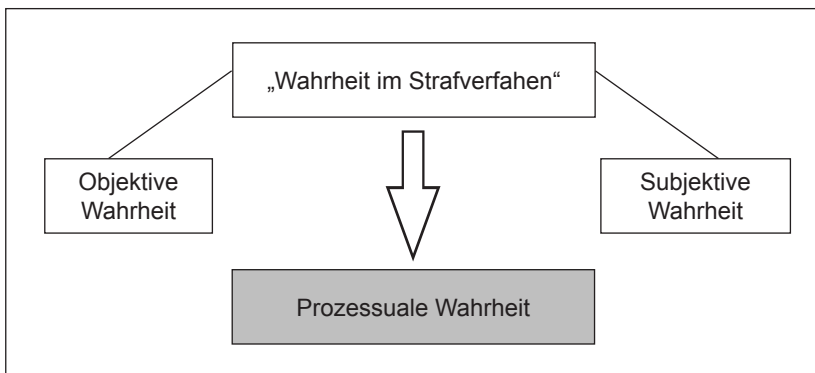 „Wahrheit im Strafverfahen“
Objektive
Wahrheit
Subjektive
Wahrheit
Prozessuale Wahrheit